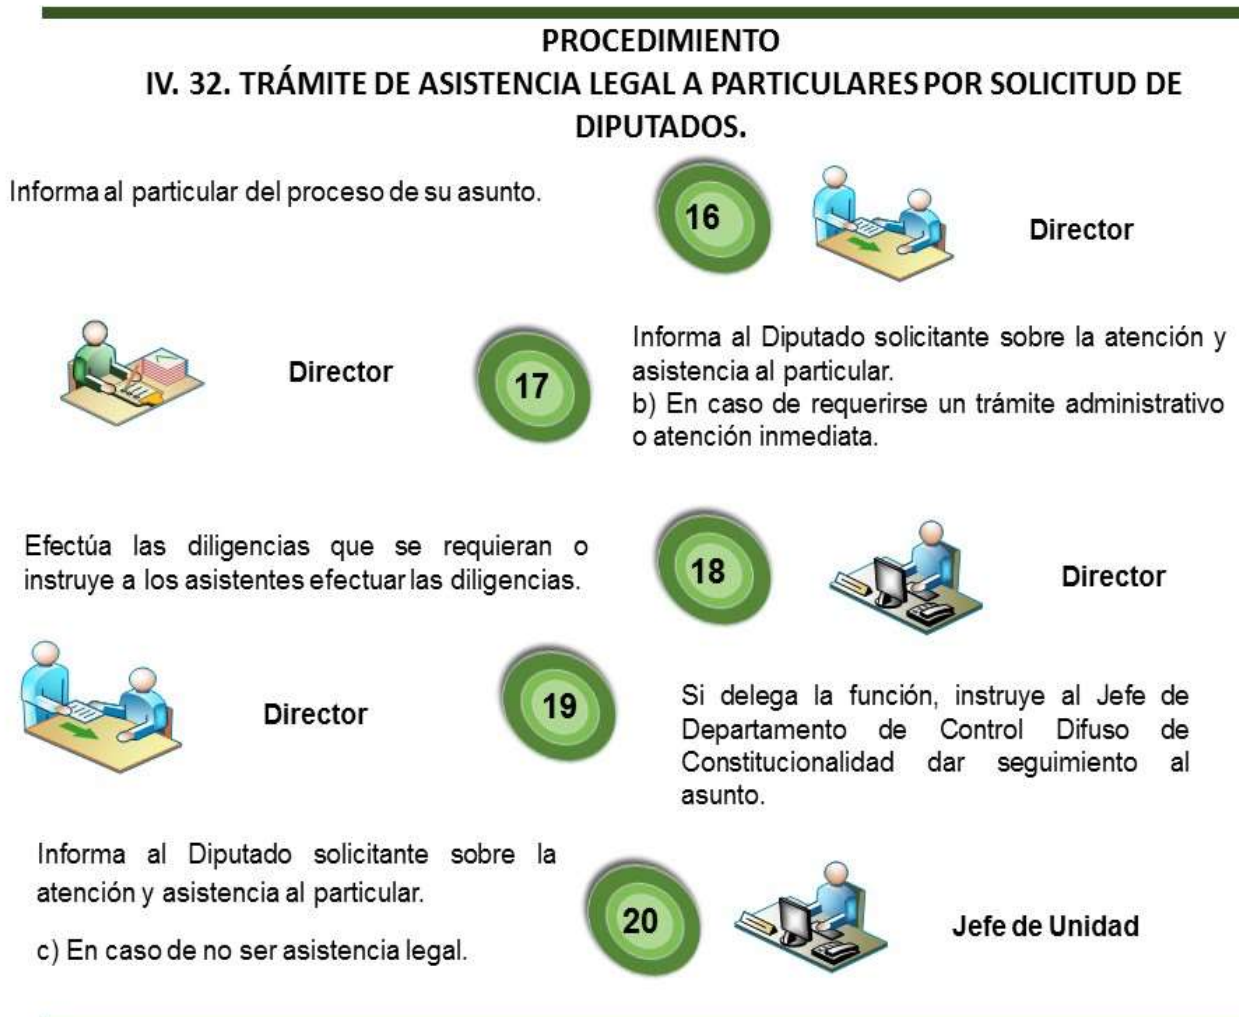 PROCEDIMIENTO
IV. 32. TRÁMITE DE ASISTENCIA LEGAL A PARTICULARES POR SOLICITUD DE
DIPUTADOS.
Informa al particular del proceso de su asunto.
16
Director
Director
17
Informa al Diputado solicitante sobre la atención y
asistencia al particular.
b) En caso de requerirse un trámite administrativo
o atención inmediata.
Efectúa las diligencias que se requieran o
instruye a los asistentes efectuar las diligencias.
18
Director
Director
19
Si delega la función, instruye al Jefe de
Departamento de Control Difuso de
Constitucionalidad dar seguimiento al
asunto.
Informa al Diputado solicitante sobre la
atención y asistencia al particular.
c) En caso de no ser asistencia legal.
20
Jefe de Unidad